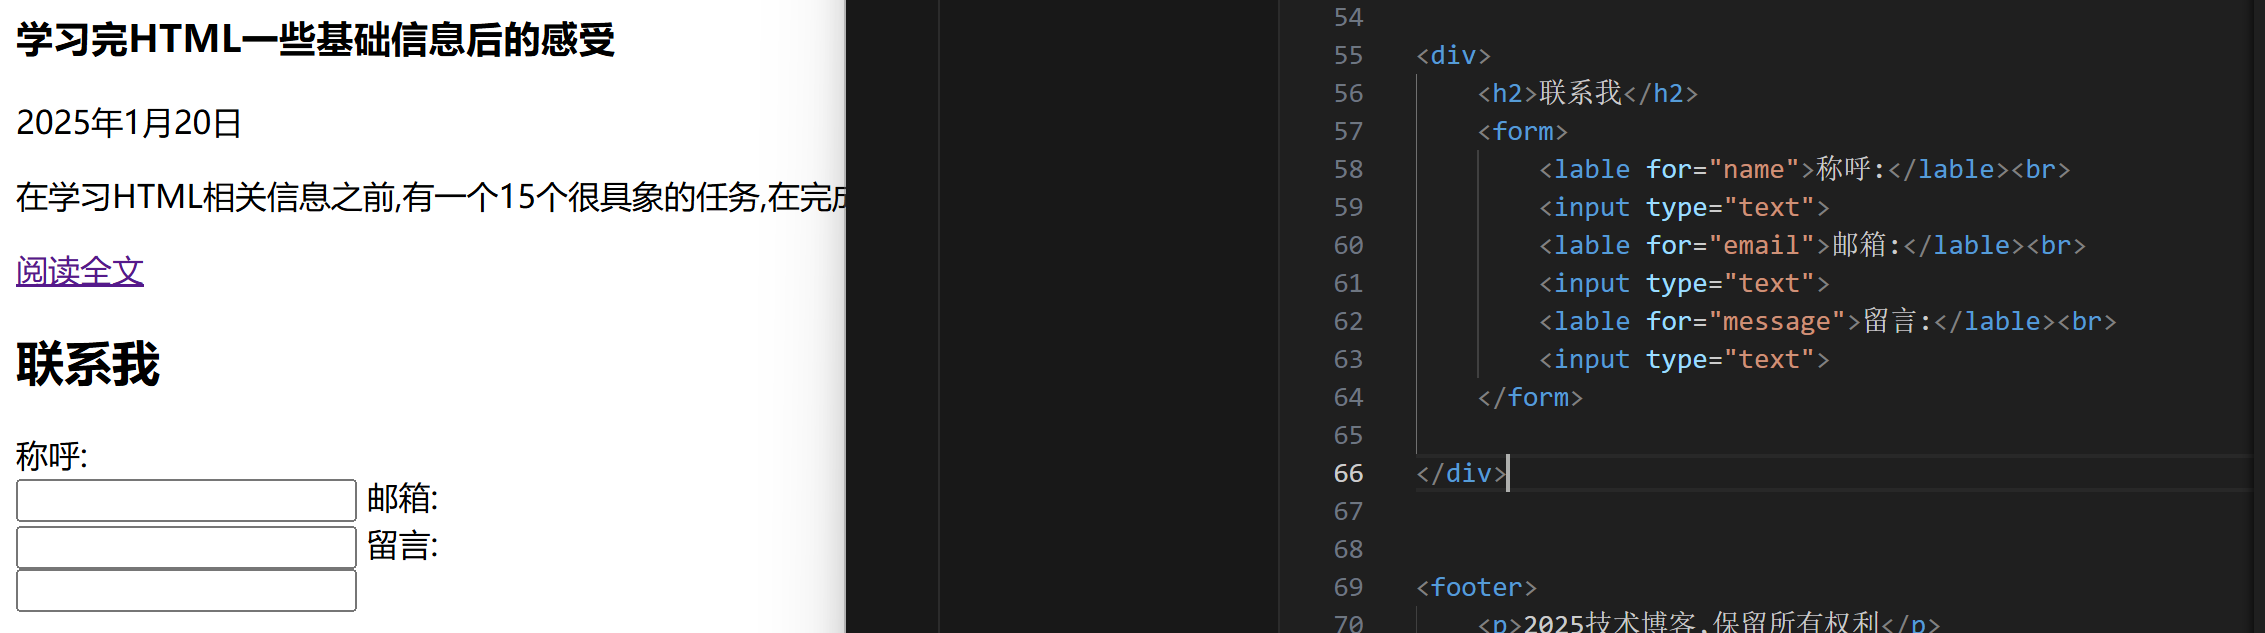 学习完HTML一些基础信息后的感受
2025年1月20日
在学习HTML相关信息之前,有一个15个很具象的任务,在完成
阅读全文
联系我
称呼:
邮箱:
留言:
54
55 <div>
56 <h2>联系我</h2>
57 <form>
58 <lable for="name">称呼:</lable><br>
59 <input type="text">
60 <lable for="email">邮箱:</lable><br>
61 <input type="text">
62 <lable for="message">留言:</lable><br>
63 <input type="text">
64 </form>
65
66 </div>
67
68
69 <footer>
70 <p>2025技术博客,保留所有权利</p>